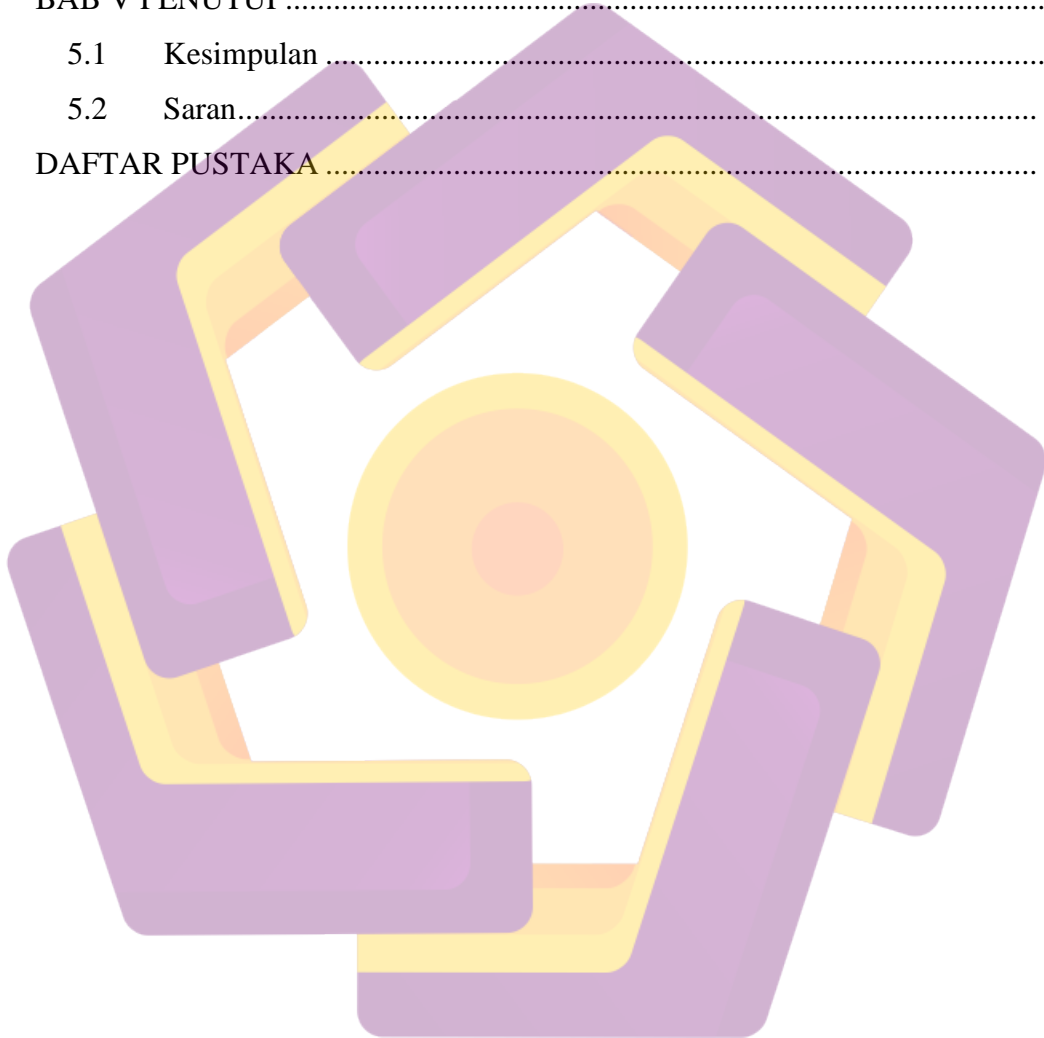 BAB V PENUTUP ....................................................................................................
5.1 Kesimpulan ...............................................................................................
5.2 Saran.........................................................................................................
DAFTAR PUSTAKA ..............................................................................................